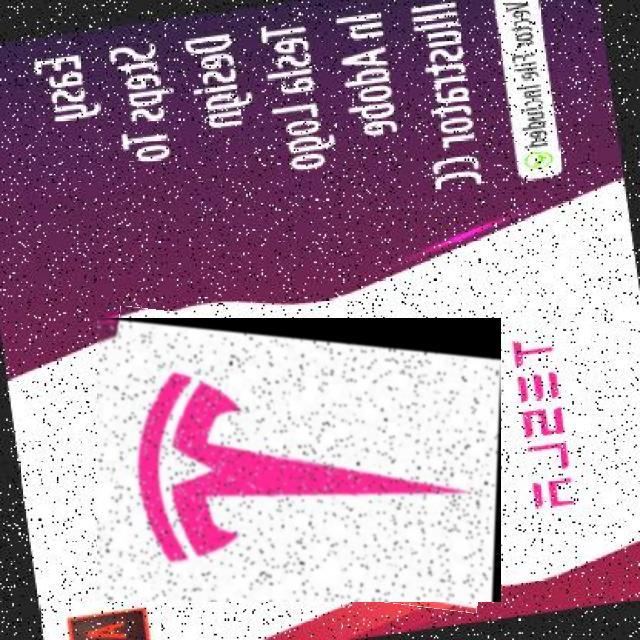 Easy
Steps To
Design
Tesla Logo
In Adobe
Illustrator CC
Vector File Included
TESLA
A